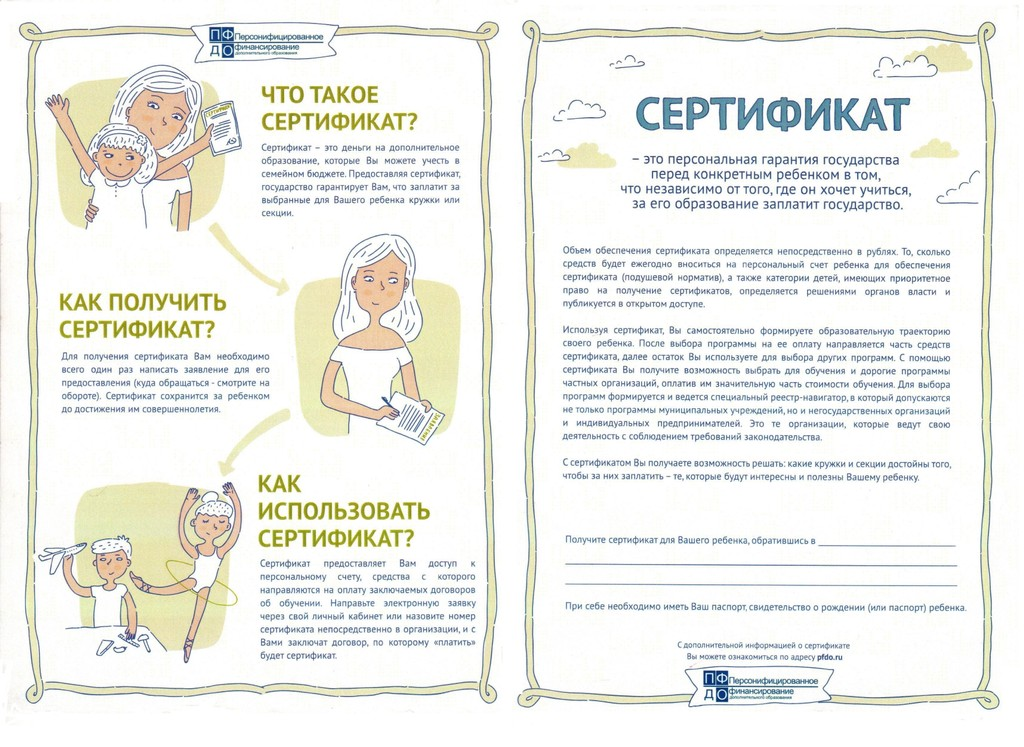 ПФ Персонифицированное
ДО финансирование
дополнительного образования
ЧТО ТАКОЕ
СЕРТИФИКАТ?
Сертификат – это деньги на дополнительное
образование, которые Вы можете учесть в
семейном бюджете. Предоставляя сертификат,
государство гарантирует Вам, что заплатит за
выбранные для Вашего ребенка кружки или
секции.
КАК ПОЛУЧИТЬ
СЕРТИФИКАТ?
Для получения сертификата Вам необходимо
всего один раз написать заявление для его
предоставления (куда обращаться - смотрите на
обороте). Сертификат сохранится за ребенком
до достижения им совершеннолетия.
КАК
ИСПОЛЬЗОВАТЬ
СЕРТИФИКАТ?
Сертификат предоставляет Вам доступ к
персональному счету, средства с которого
направляются на оплату заключаемых договоров
об обучении. Направьте электронную заявку
через свой личный кабинет или назовите номер
сертификата непосредственно в организации, и с
Вами заключат договор, по которому «платить»
будет сертификат.
СЕРТИФИКАТ
– это персональная гарантия государства
перед конкретным ребенком в том,
что независимо от того, где он хочет учиться,
за его образование заплатит государство.
Объем обеспечения сертификата определяется непосредственно в рублях. То, сколько
средств будет ежегодно вноситься на персональный счет ребенка для обеспечения
сертификата (подушевой норматив), а также категории детей, имеющих приоритетное
право на получение сертификатов, определяется решениями органов власти и
публикуется в открытом доступе.
Используя сертификат, Вы самостоятельно формируете образовательную траекторию
своего ребенка. После выбора программы на ее оплату направляется часть средств
сертификата, далее остаток Вы используете для выбора других программ. С помощью
сертификата Вы получите возможность выбрать для обучения и дорогие программы
частных организаций, оплатив им значительную часть стоимости обучения. Для выбора
программ формируется и ведется специальный реестр-навигатор, в который допускаются
не только программы муниципальных учреждений, но и негосударственных организаций
и индивидуальных предпринимателей. Это те организации, которые ведут свою
деятельность с соблюдением требований законодательства.
С сертификатом Вы получаете возможность решать: какие кружки и секции достойны того,
чтобы за них заплатить – те, которые будут интересны и полезны Вашему ребенку.
Получите сертификат для Вашего ребенка, обратившись в
При себе необходимо иметь Ваш паспорт, свидетельство о рождении (или паспорт) ребенка.
С дополнительной информацией о сертификате
Вы можете ознакомиться по адресу pfdo.ru
ПФ Персонифицированное
ДО финансирование
дополнительного образования